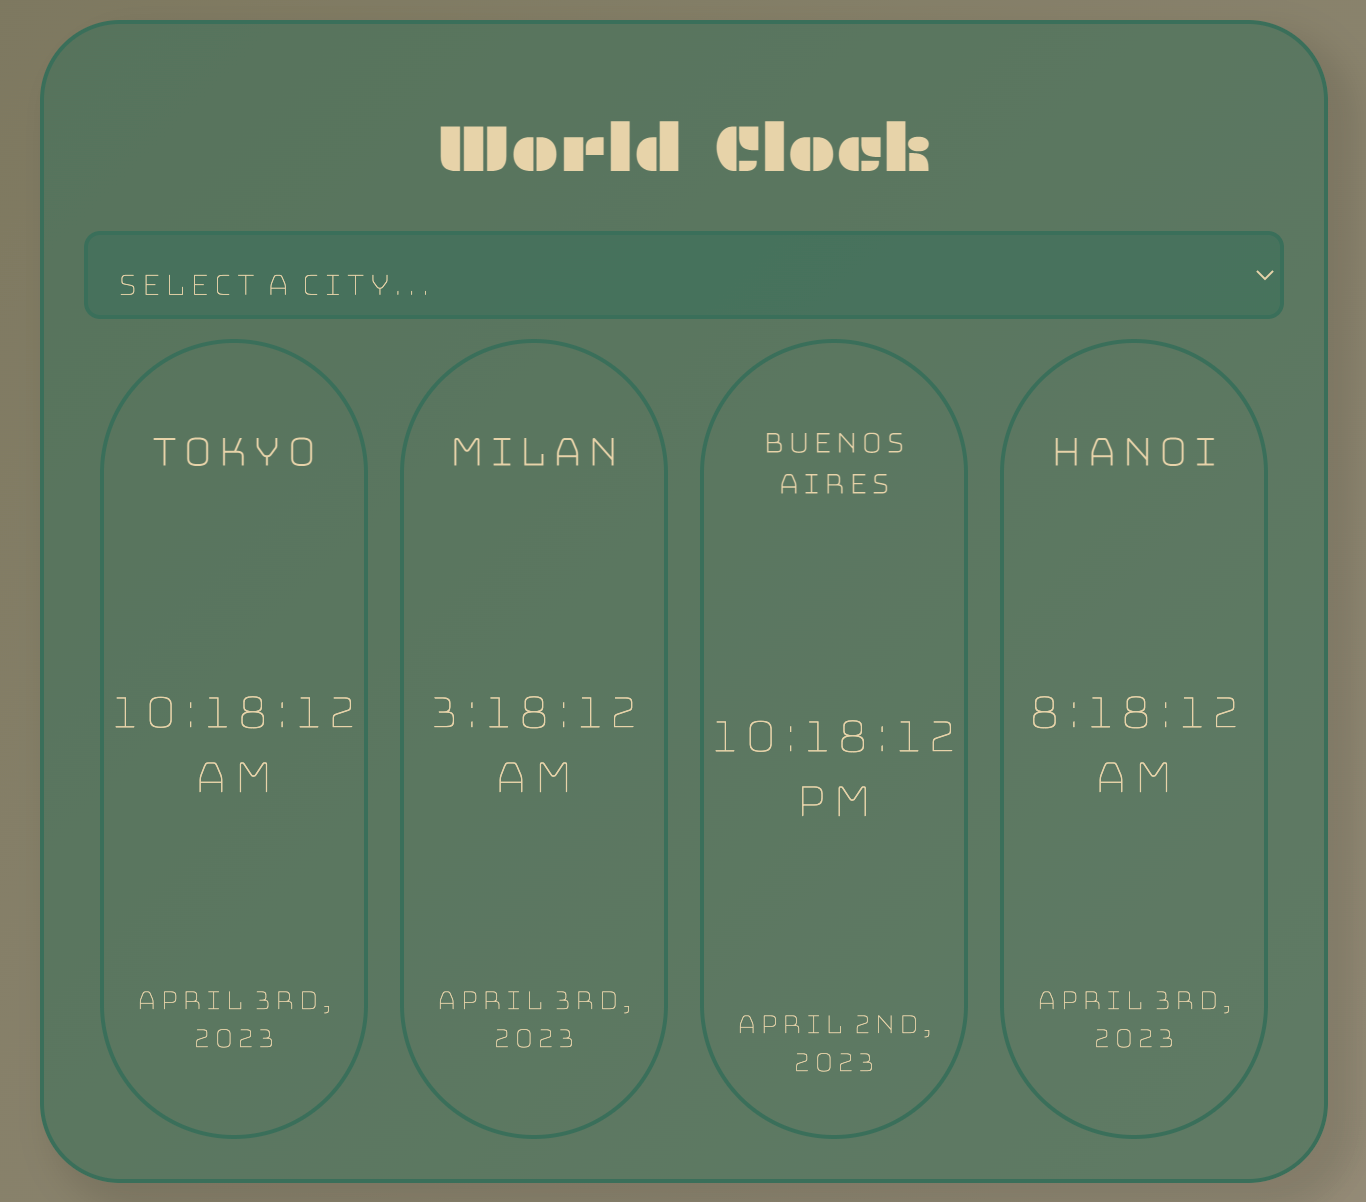 World Clock
SELECT A CITY...
TOKYO
10:18:12
AM
APRIL 3RD,
2023
MILAN
3:18:12
AM
APRIL 3RD,
2023
BUENOS
AIRES
10:18:12
PM
APRIL 2ND,
2023
HANOI
8:18:12
AM
APRIL 3RD,
2023